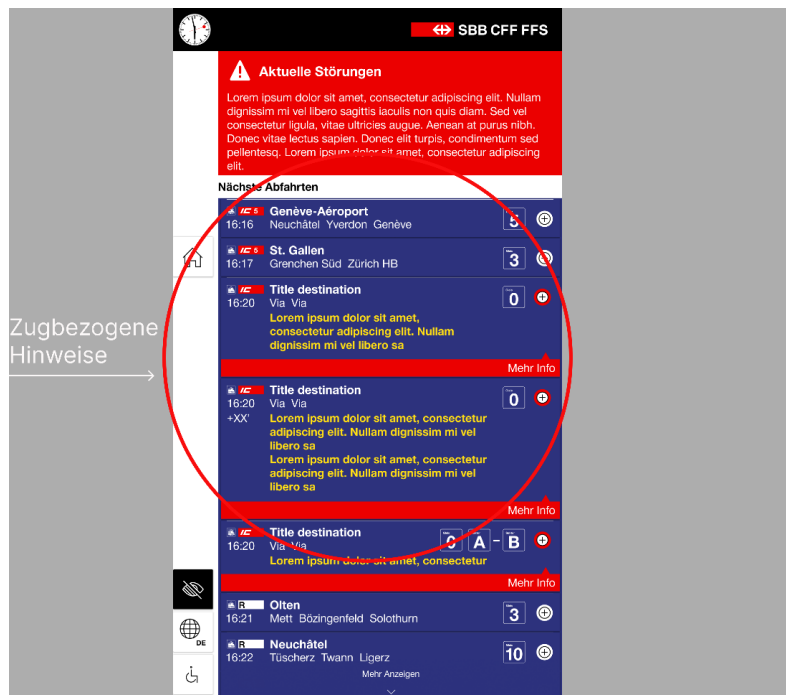 SBB CFF FFS
Aktuelle Störungen
Lorem ipsum dolor sit amet, consectetur adipiscing elit. Nullam
dignissim mi vel libero sagittis iaculis non quis diam. Sed vel
consectetur ligula, vitae ultricies augue. Aenean at purus nibh.
Donec vitae lectus sapien. Donec elit turpis, condimentum sed
pellentesq. Lorem ipsum dolor sit amet, consectetur adipiscing
elit.
Nächste Abfahrten
IC 5 Genève-Aéroport 5
16:16 Neuchâtel Yverdon Genève
IC 5 St. Gallen 3
16:17 Grenchen Süd Zürich HB
IC Title destination 0
16:20 Via Via
Lorem ipsum dolor sit amet,
consectetur adipiscing elit. Nullam
dignissim mi vel libero sa
Mehr Info
Zugbezogene
Hinweise
IC Title destination 0
16:20 Via Via
+XX' Lorem ipsum dolor sit amet, consectetur
adipiscing elit. Nullam dignissim mi vel
libero sa
Lorem ipsum dolor sit amet, consectetur
adipiscing elit. Nullam dignissim mi vel
libero sa
Mehr Info
IC Title destination 0 A - B
16:20 Via Via
Lorem ipsum dolor sit amet, consectetur
Mehr Info
R Olten 3
16:21 Mett Bözingenfeld Solothurn
R Neuchâtel 10
16:22 Tüscherz Twann Ligerz
Mehr Anzeigen
DE